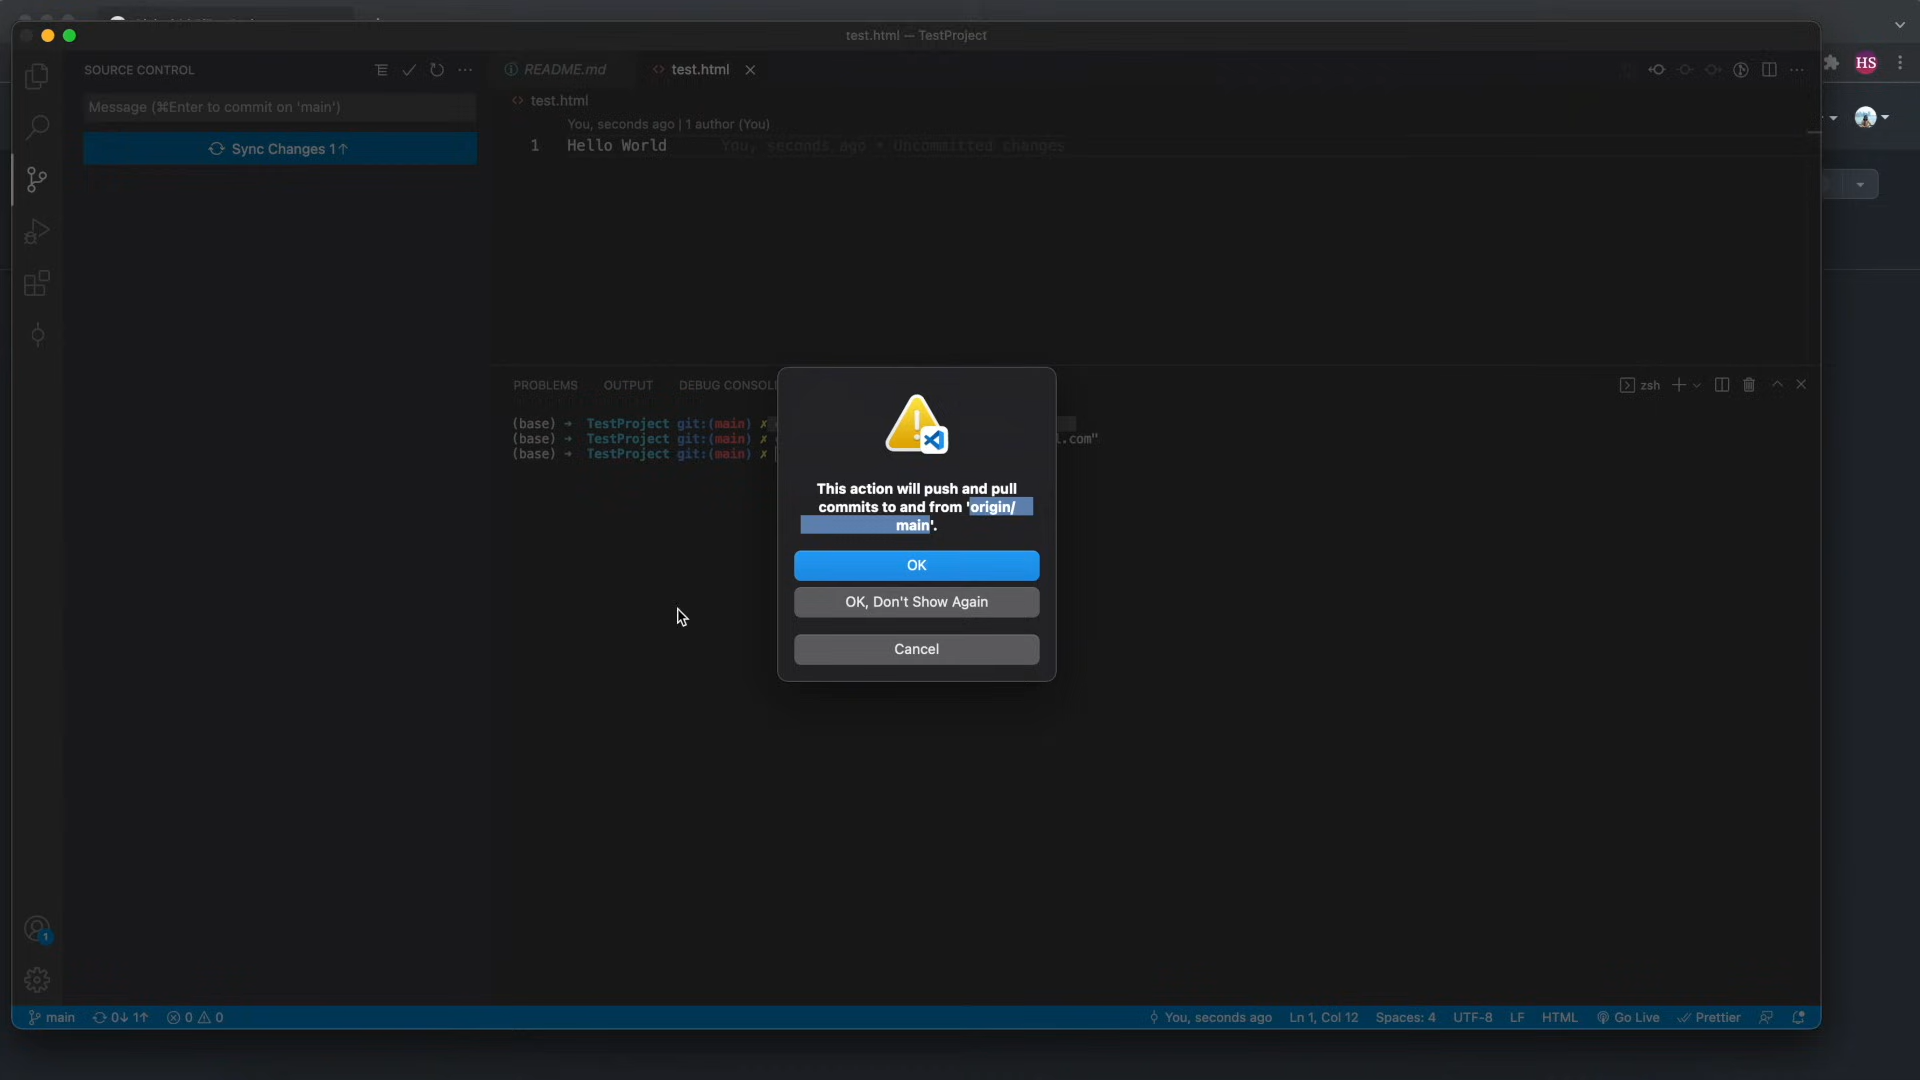 test.html — TestProject
SOURCE CONTROL
README.md
test.html
HS
Message (⌘Enter to commit on 'main')
test.html
Sync Changes 1↑
You, seconds ago | 1 author (You)
1 Hello World You, seconds ago • Uncommitted changes
PROBLEMS OUTPUT DEBUG CONSOL
zsh
(base) → TestProject git:(main) ✗
(base) → TestProject git:(main) ✗ l.com"
(base) → TestProject git:(main) ✗
This action will push and pull
commits to and from 'origin/
main'.
OK
OK, Don't Show Again
Cancel
1
main 0↓ 1↑ 0 0
You, seconds ago Ln 1, Col 12 Spaces: 4 UTF-8 LF HTML Go Live Prettier